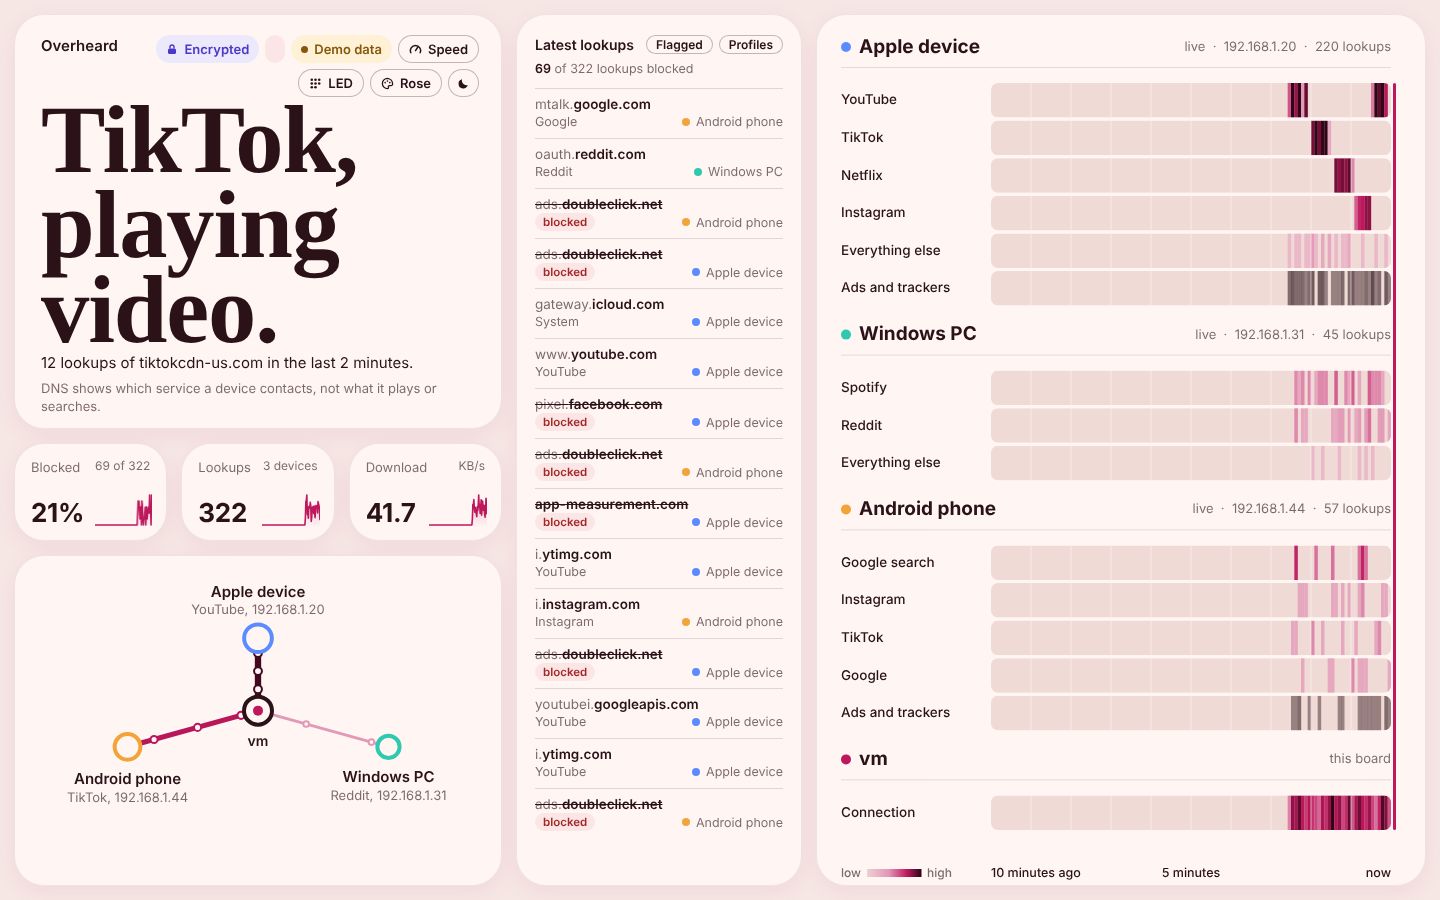 Overheard
Encrypted
Demo data
Speed
LED
Rose
TikTok,
playing
video.
12 lookups of tiktokcdn-us.com in the last 2 minutes.
DNS shows which service a device contacts, not what it plays or
searches.
Blocked 69 of 322
21%
Lookups 3 devices
322
Download KB/s
41.7
Apple device
YouTube, 192.168.1.20
vm
Android phone
TikTok, 192.168.1.44
Windows PC
Reddit, 192.168.1.31
Latest lookups
Flagged
Profiles
69 of 322 lookups blocked
mtalk.google.com
Google Android phone
oauth.reddit.com
Reddit Windows PC
ads.doubleclick.net
blocked Android phone
ads.doubleclick.net
blocked Apple device
gateway.icloud.com
System Apple device
www.youtube.com
YouTube Apple device
pixel.facebook.com
blocked Apple device
ads.doubleclick.net
blocked Android phone
app-measurement.com
blocked Apple device
i.ytimg.com
YouTube Apple device
i.instagram.com
Instagram Android phone
ads.doubleclick.net
blocked Apple device
youtubei.googleapis.com
YouTube Apple device
i.ytimg.com
YouTube Apple device
ads.doubleclick.net
blocked Android phone
Apple device live · 192.168.1.20 · 220 lookups
YouTube
TikTok
Netflix
Instagram
Everything else
Ads and trackers
Windows PC live · 192.168.1.31 · 45 lookups
Spotify
Reddit
Everything else
Android phone live · 192.168.1.44 · 57 lookups
Google search
Instagram
TikTok
Google
Ads and trackers
vm this board
Connection
low high 10 minutes ago 5 minutes now